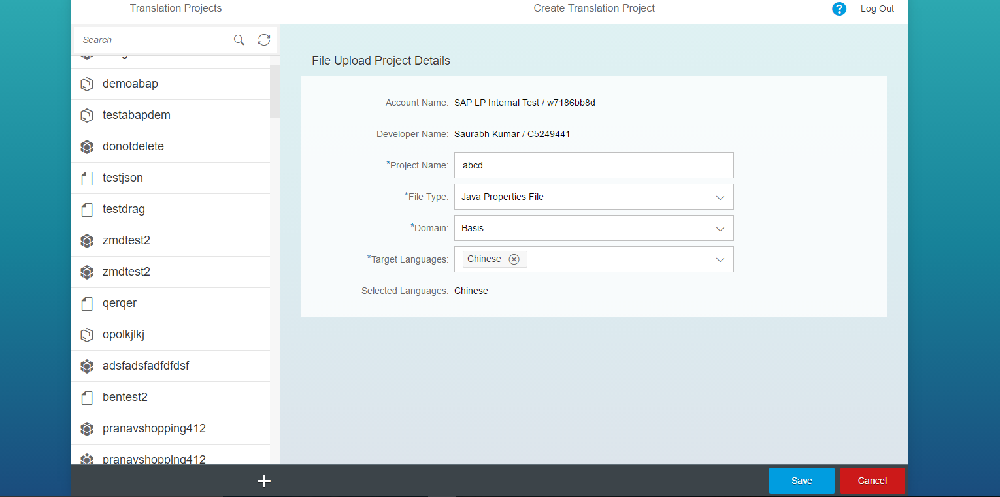 Translation Projects
Create Translation Project
? Log Out
Search
demoabap
testabapdem
donotdelete
testjson
testdrag
zmdtest2
zmdtest2
qerqer
opolkjlkj
adsfadsfadfdfdsf
bentest2
pranavshopping412
pranavshopping412
File Upload Project Details
Account Name: SAP LP Internal Test / w7186bb8d
Developer Name: Saurabh Kumar / C5249441
*Project Name: abcd
*File Type: Java Properties File
*Domain: Basis
*Target Languages: Chinese
Selected Languages: Chinese
Save Cancel